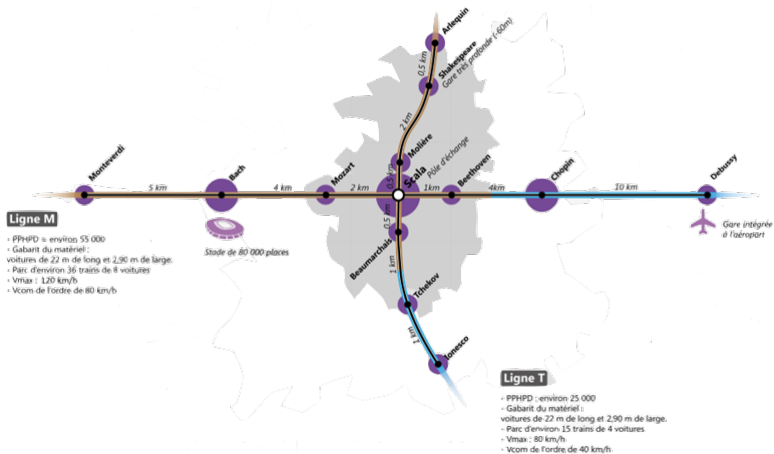 Arlequin
0,5 km
Shakespeare
Gare très profonde (-60m)
2 km
Molière
Pôle d'échange
0,5 km
Scala
Monteverdi
5 km
Bach
4 km
Mozart
2 km
1km
Beethoven
4km
Chopin
10 km
Debussy
Gare intégrée
à l'aéroport
Stade de 80 000 places
0,5 km
Beaumarchais
1 km
Tchekov
1 km
Ionesco
Ligne M
- PPHPD : environ 55 000
- Gabarit du matériel :
voitures de 22 m de long et 2,90 m de large.
- Parc d'environ 36 trains de 8 voitures
- Vmax : 120 km/h
- Vcom de l'ordre de 80 km/h
Ligne T
- PPHPD : environ 25 000
- Gabarit du matériel :
voitures de 22 m de long et 2,90 m de large.
- Parc d'environ 15 trains de 4 voitures
- Vmax : 80 km/h
- Vcom de l'ordre de 40 km/h